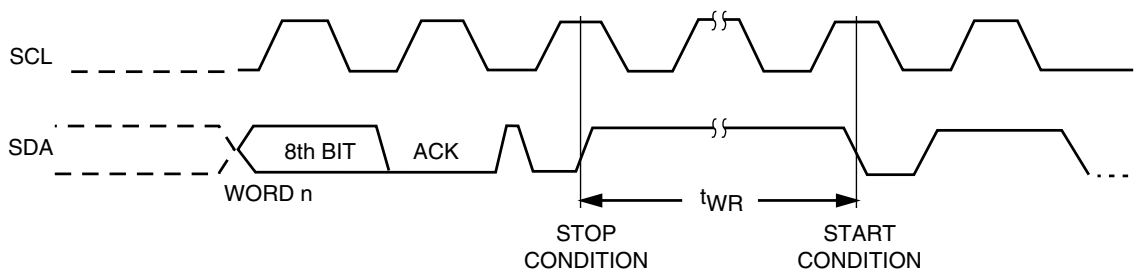 SCL
SDA
8th BIT
ACK
WORD n
tWR
STOP
CONDITION
START
CONDITION